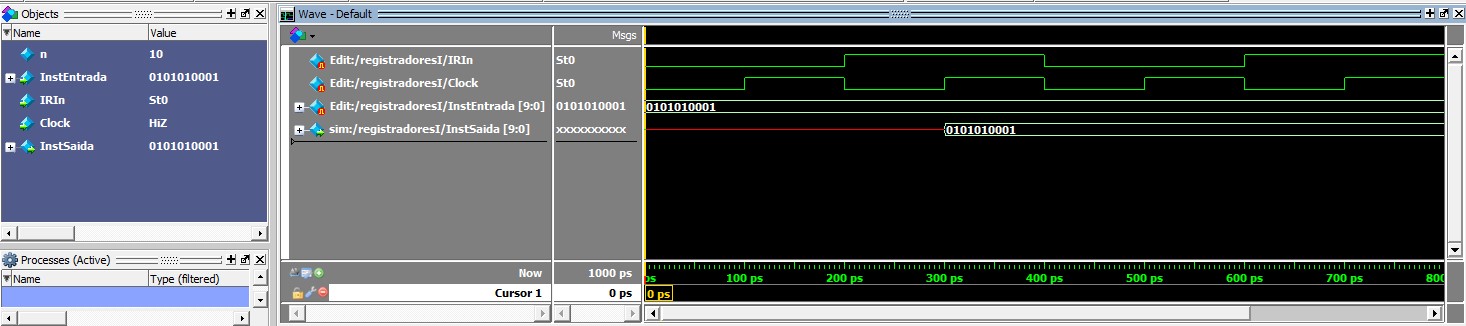 Objects
Name Value
n 10
InstEntrada 0101010001
IRIn St0
Clock HiZ
InstSaida 0101010001
Processes (Active)
Name Type (filtered)
Wave - Default
Msgs
Edit:/registradoresI/IRIn St0
Edit:/registradoresI/Clock St0
Edit:/registradoresI/InstEntrada [9:0] 0101010001 0101010001
sim:/registradoresI/InstSaida [9:0] xxxxxxxxxx 0101010001
Now 1000 ps ps 100 ps 200 ps 300 ps 400 ps 500 ps 600 ps 700 ps 800
Cursor 1 0 ps 0 ps